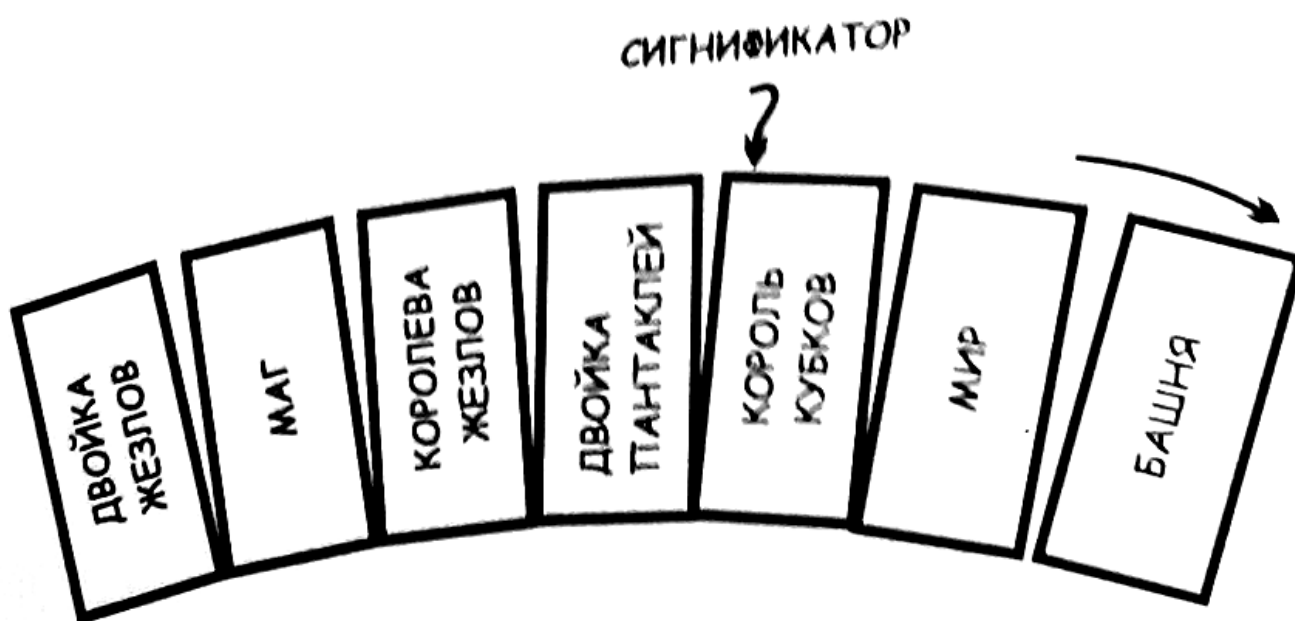 СИГНИФИКАТОР
ДВОЙКА
ЖЕЗЛОВ
МАГ
КОРОЛЕВА
ЖЕЗЛОВ
ДВОЙКА
ПАНТАКЛЕЙ
КОРОЛЬ
КУБКОВ
МИР
БАШНЯ